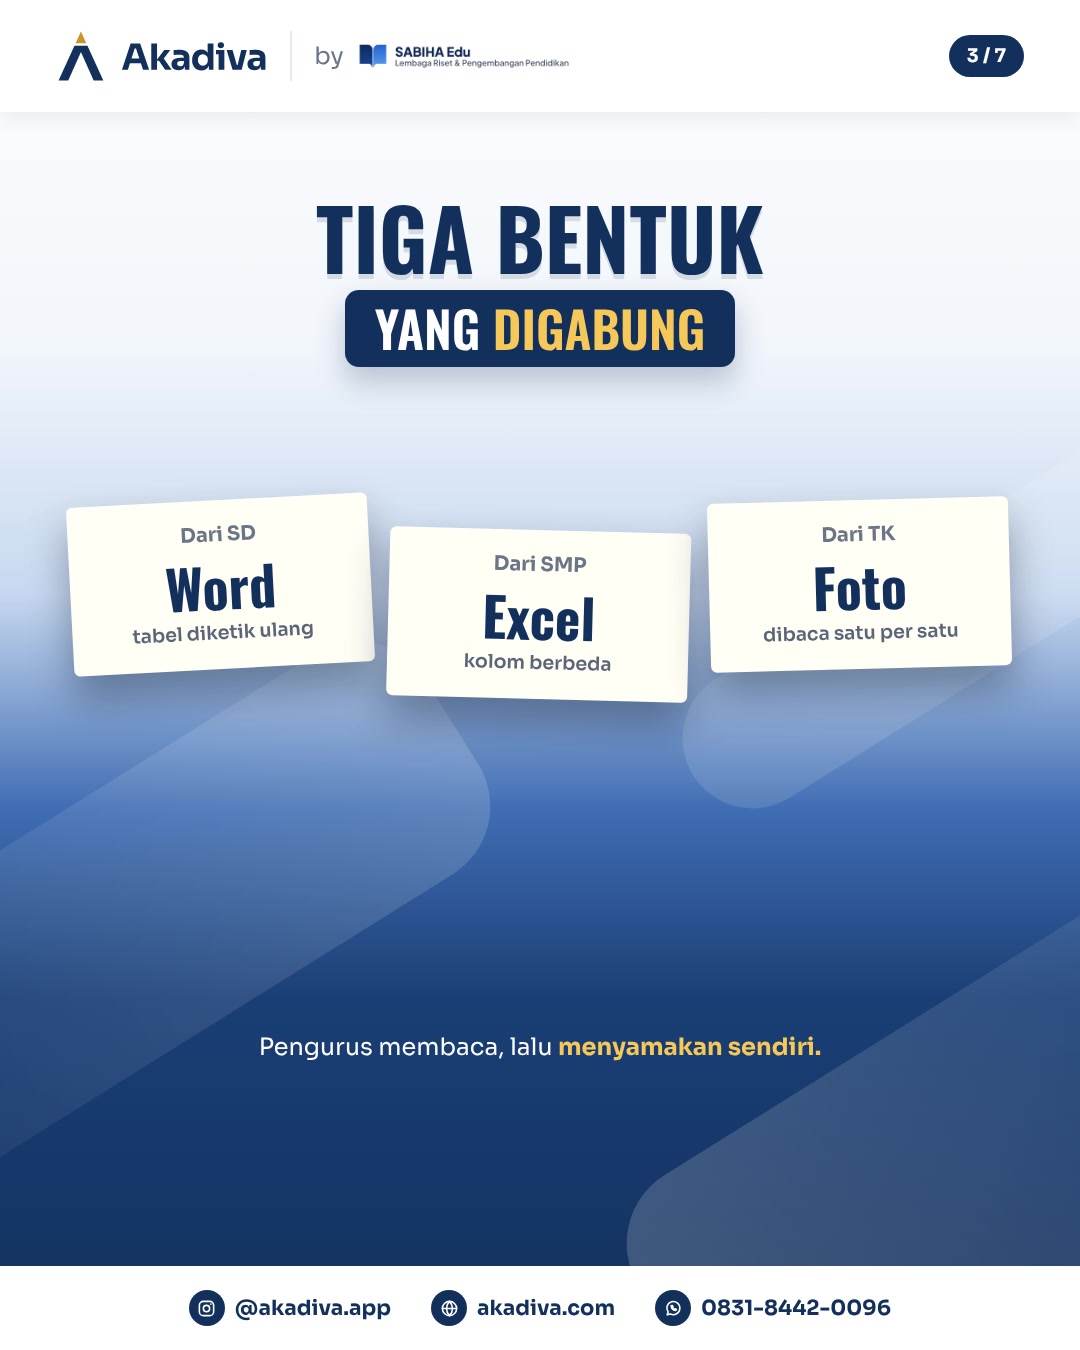 Akadiva
by
SABIHA Edu
Lembaga Riset & Pengembangan Pendidikan
3 / 7
TIGA BENTUK
YANG DIGABUNG
Dari SD
Word
tabel diketik ulang
Dari SMP
Excel
kolom berbeda
Dari TK
Foto
dibaca satu per satu
Pengurus membaca, lalu menyamakan sendiri.
@akadiva.app
akadiva.com
0831-8442-0096